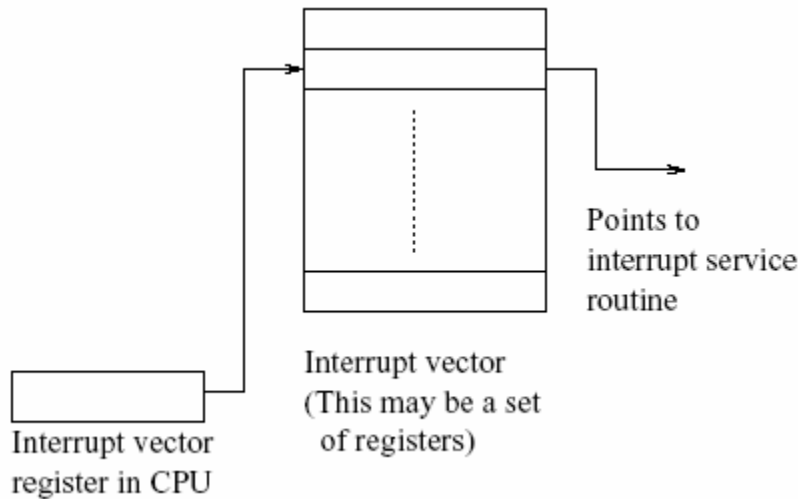 Points to
interrupt service
routine
Interrupt vector
(This may be a set
of registers)
Interrupt vector
register in CPU